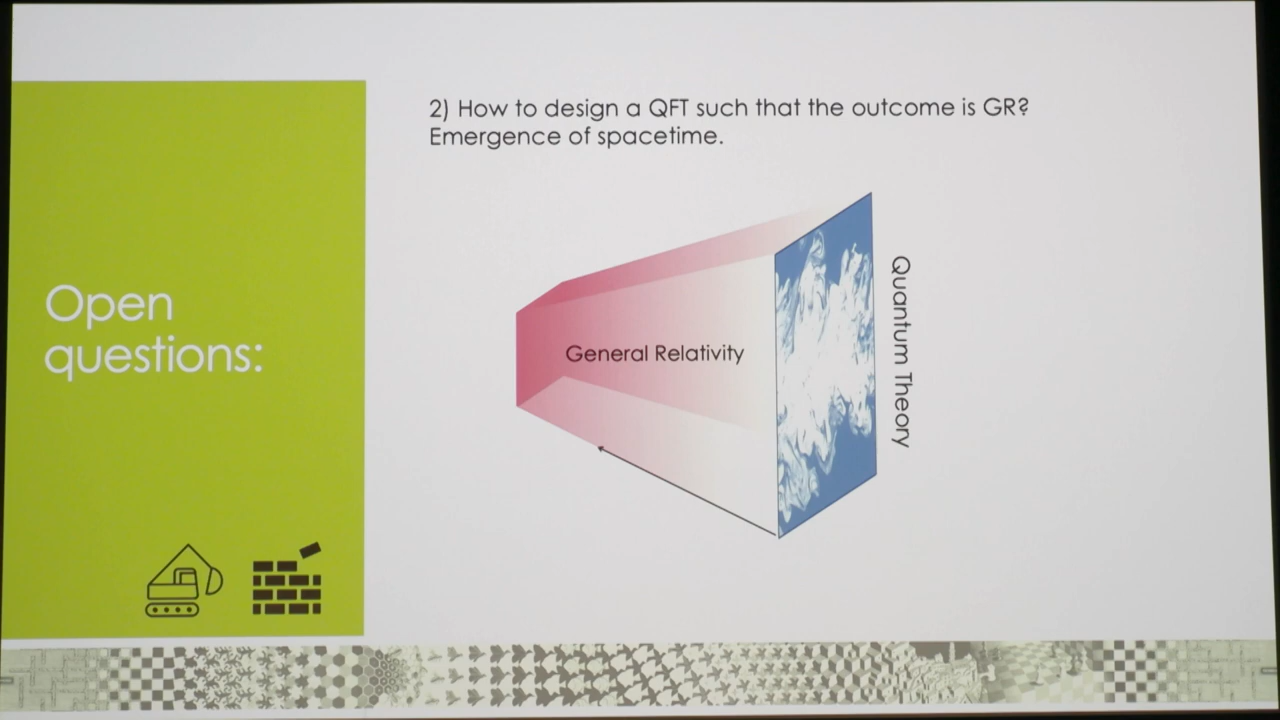 Open
questions:
2) How to design a QFT such that the outcome is GR?
Emergence of spacetime.
General Relativity
Quantum Theory